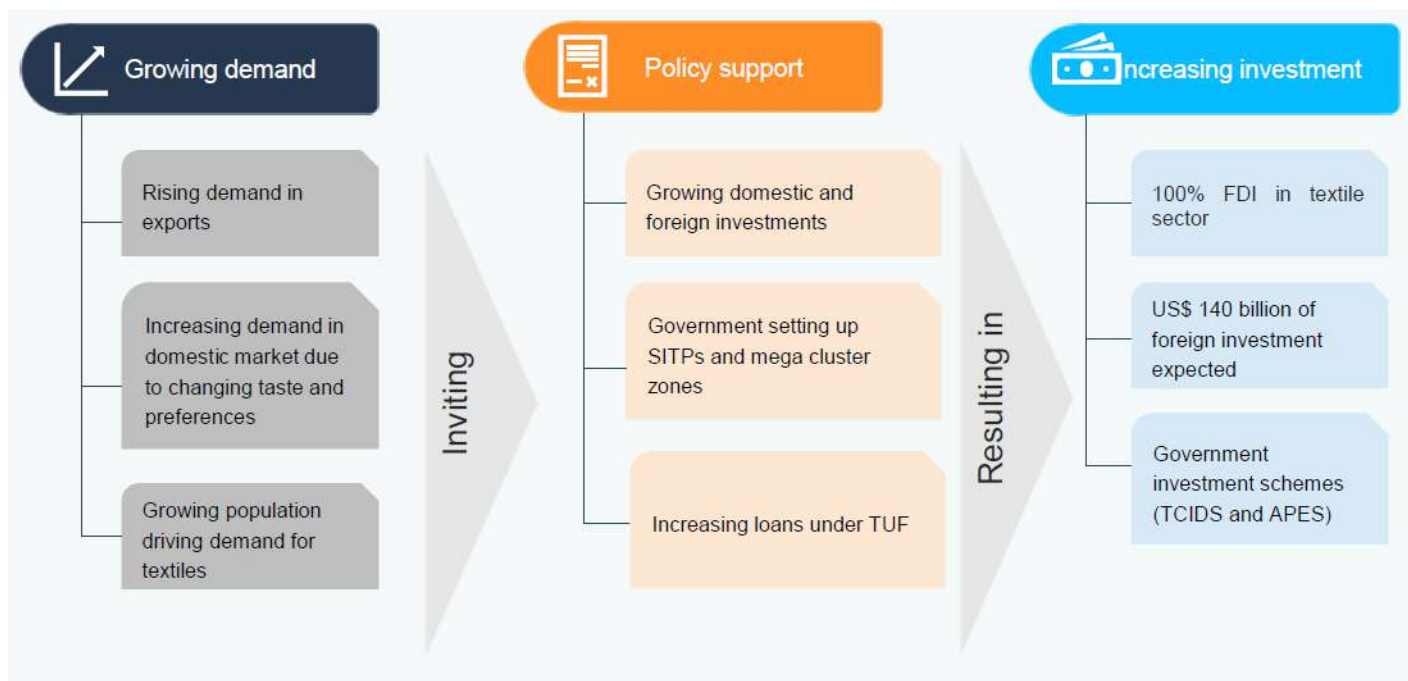 Growing demand
Rising demand in
exports
Increasing demand in
domestic market due
to changing taste and
preferences
Growing population
driving demand for
textiles
Inviting
Policy support
Growing domestic and
foreign investments
Government setting up
SITPs and mega cluster
zones
Increasing loans under TUF
Resulting in
ncreasing investment
100% FDI in textile
sector
US$ 140 billion of
foreign investment
expected
Government
investment schemes
(TCIDS and APES)